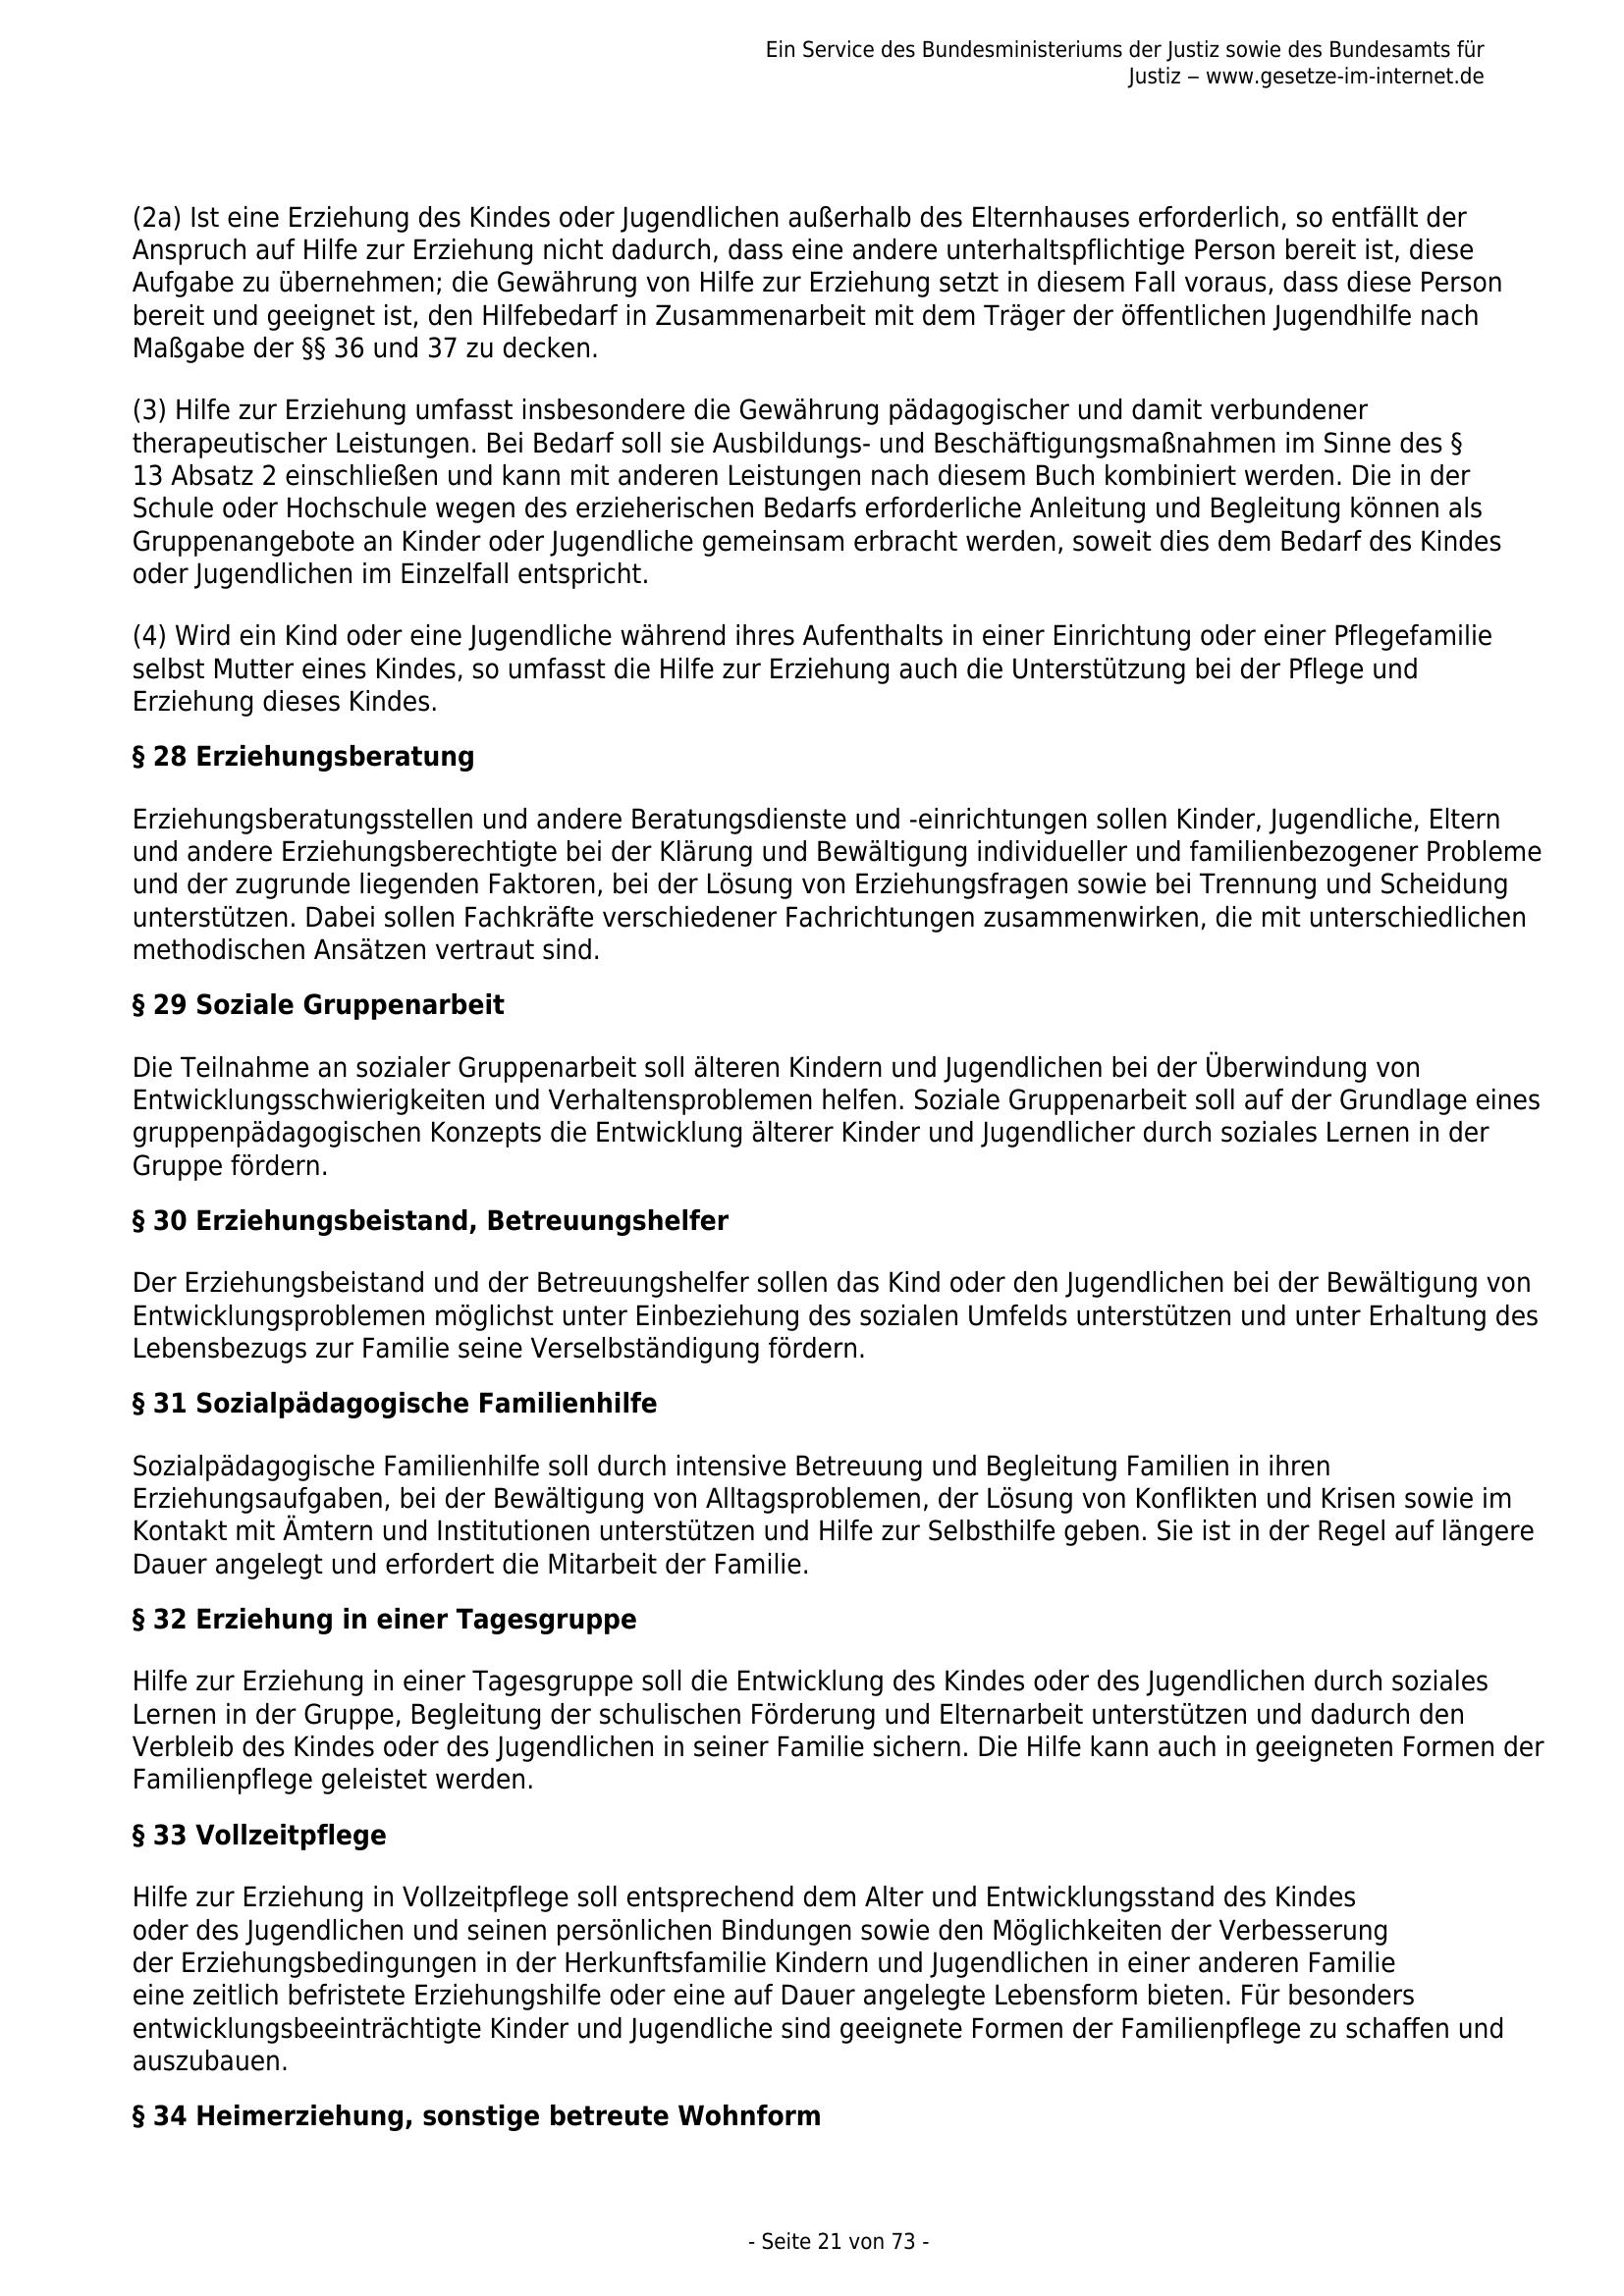 Ein Service des Bundesministeriums der Justiz sowie des Bundesamts für
Justiz ‒ www.gesetze-im-internet.de
(2a) Ist eine Erziehung des Kindes oder Jugendlichen außerhalb des Elternhauses erforderlich, so entfällt der
Anspruch auf Hilfe zur Erziehung nicht dadurch, dass eine andere unterhaltspflichtige Person bereit ist, diese
Aufgabe zu übernehmen; die Gewährung von Hilfe zur Erziehung setzt in diesem Fall voraus, dass diese Person
bereit und geeignet ist, den Hilfebedarf in Zusammenarbeit mit dem Träger der öffentlichen Jugendhilfe nach
Maßgabe der §§ 36 und 37 zu decken.
(3) Hilfe zur Erziehung umfasst insbesondere die Gewährung pädagogischer und damit verbundener
therapeutischer Leistungen. Bei Bedarf soll sie Ausbildungs- und Beschäftigungsmaßnahmen im Sinne des §
13 Absatz 2 einschließen und kann mit anderen Leistungen nach diesem Buch kombiniert werden. Die in der
Schule oder Hochschule wegen des erzieherischen Bedarfs erforderliche Anleitung und Begleitung können als
Gruppenangebote an Kinder oder Jugendliche gemeinsam erbracht werden, soweit dies dem Bedarf des Kindes
oder Jugendlichen im Einzelfall entspricht.
(4) Wird ein Kind oder eine Jugendliche während ihres Aufenthalts in einer Einrichtung oder einer Pflegefamilie
selbst Mutter eines Kindes, so umfasst die Hilfe zur Erziehung auch die Unterstützung bei der Pflege und
Erziehung dieses Kindes.
§ 28 Erziehungsberatung
Erziehungsberatungsstellen und andere Beratungsdienste und -einrichtungen sollen Kinder, Jugendliche, Eltern
und andere Erziehungsberechtigte bei der Klärung und Bewältigung individueller und familienbezogener Probleme
und der zugrunde liegenden Faktoren, bei der Lösung von Erziehungsfragen sowie bei Trennung und Scheidung
unterstützen. Dabei sollen Fachkräfte verschiedener Fachrichtungen zusammenwirken, die mit unterschiedlichen
methodischen Ansätzen vertraut sind.
§ 29 Soziale Gruppenarbeit
Die Teilnahme an sozialer Gruppenarbeit soll älteren Kindern und Jugendlichen bei der Überwindung von
Entwicklungsschwierigkeiten und Verhaltensproblemen helfen. Soziale Gruppenarbeit soll auf der Grundlage eines
gruppenpädagogischen Konzepts die Entwicklung älterer Kinder und Jugendlicher durch soziales Lernen in der
Gruppe fördern.
§ 30 Erziehungsbeistand, Betreuungshelfer
Der Erziehungsbeistand und der Betreuungshelfer sollen das Kind oder den Jugendlichen bei der Bewältigung von
Entwicklungsproblemen möglichst unter Einbeziehung des sozialen Umfelds unterstützen und unter Erhaltung des
Lebensbezugs zur Familie seine Verselbständigung fördern.
§ 31 Sozialpädagogische Familienhilfe
Sozialpädagogische Familienhilfe soll durch intensive Betreuung und Begleitung Familien in ihren
Erziehungsaufgaben, bei der Bewältigung von Alltagsproblemen, der Lösung von Konflikten und Krisen sowie im
Kontakt mit Ämtern und Institutionen unterstützen und Hilfe zur Selbsthilfe geben. Sie ist in der Regel auf längere
Dauer angelegt und erfordert die Mitarbeit der Familie.
§ 32 Erziehung in einer Tagesgruppe
Hilfe zur Erziehung in einer Tagesgruppe soll die Entwicklung des Kindes oder des Jugendlichen durch soziales
Lernen in der Gruppe, Begleitung der schulischen Förderung und Elternarbeit unterstützen und dadurch den
Verbleib des Kindes oder des Jugendlichen in seiner Familie sichern. Die Hilfe kann auch in geeigneten Formen der
Familienpflege geleistet werden.
§ 33 Vollzeitpflege
Hilfe zur Erziehung in Vollzeitpflege soll entsprechend dem Alter und Entwicklungsstand des Kindes
oder des Jugendlichen und seinen persönlichen Bindungen sowie den Möglichkeiten der Verbesserung
der Erziehungsbedingungen in der Herkunftsfamilie Kindern und Jugendlichen in einer anderen Familie
eine zeitlich befristete Erziehungshilfe oder eine auf Dauer angelegte Lebensform bieten. Für besonders
entwicklungsbeeinträchtigte Kinder und Jugendliche sind geeignete Formen der Familienpflege zu schaffen und
auszubauen.
§ 34 Heimerziehung, sonstige betreute Wohnform
- Seite 21 von 73 -